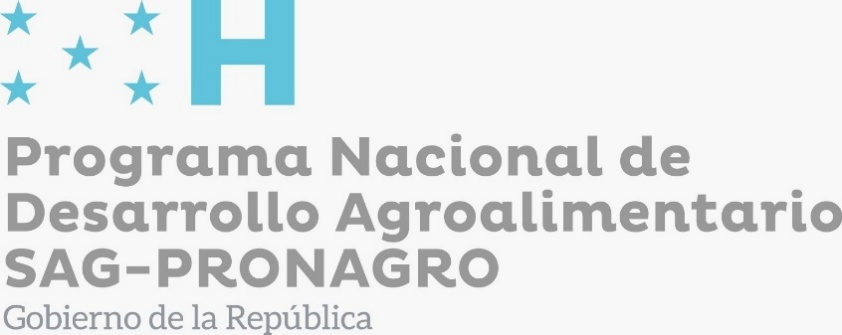 H
Programa Nacional de
Desarrollo Agroalimentario
SAG-PRONAGRO
Gobierno de la República